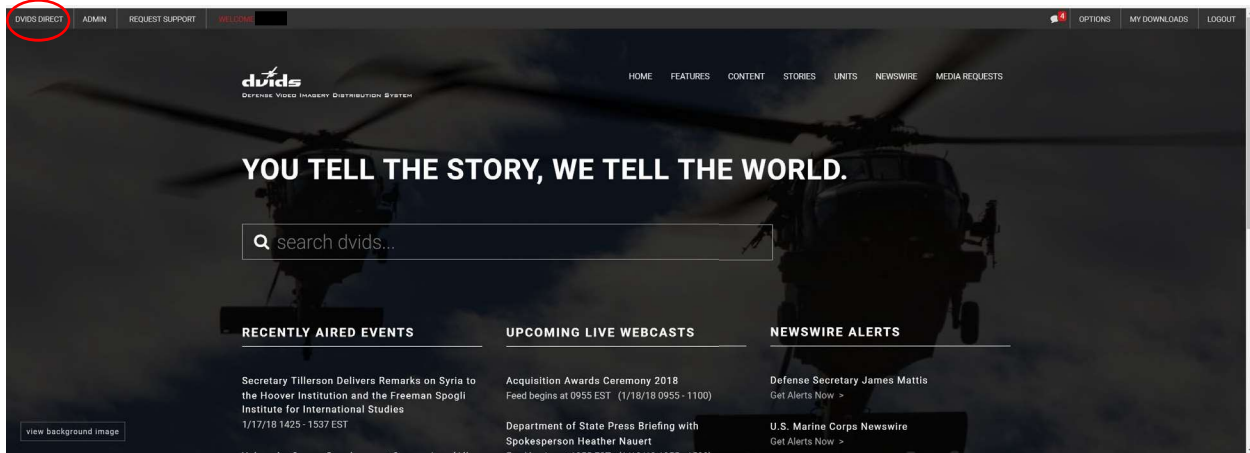 DVIDS DIRECT ADMIN REQUEST SUPPORT WELCOME 4 OPTIONS MY DOWNLOADS LOGOUT
dvids
DEFENSE VIDEO IMAGERY DISTRIBUTION SYSTEM
HOME FEATURES CONTENT STORIES UNITS NEWSWIRE MEDIA REQUESTS
YOU TELL THE STORY, WE TELL THE WORLD.
search dvids...
RECENTLY AIRED EVENTS
Secretary Tillerson Delivers Remarks on Syria to
the Hoover Institution and the Freeman Spogli
Institute for International Studies
1/17/18 1425 - 1537 EST
UPCOMING LIVE WEBCASTS
Acquisition Awards Ceremony 2018
Feed begins at 0955 EST (1/18/18 0955 - 1100)
Department of State Press Briefing with
Spokesperson Heather Nauert
NEWSWIRE ALERTS
Defense Secretary James Mattis
Get Alerts Now >
U.S. Marine Corps Newswire
Get Alerts Now >
view background image